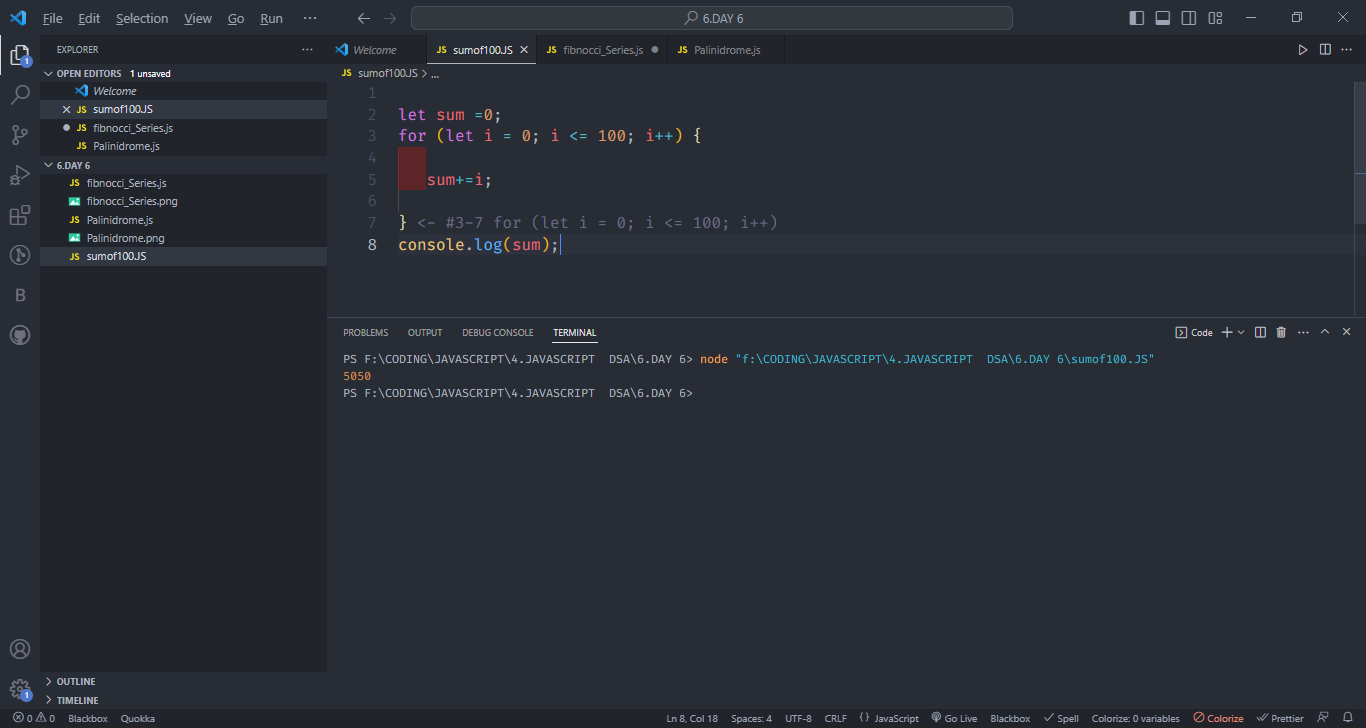 File Edit Selection View Go Run ··· 6.DAY 6
EXPLORER ···
OPEN EDITORS 1 unsaved
Welcome
JS sumof100.JS
JS fibnocci_Series.js
JS Palinidrome.js
6.DAY 6
JS fibnocci_Series.js
fibnocci_Series.png
JS Palinidrome.js
Palinidrome.png
JS sumof100.JS
OUTLINE
TIMELINE
Welcome JS sumof100.JS JS fibnocci_Series.js JS Palinidrome.js
JS sumof100.JS > ...
1
2 let sum =0;
3 for (let i = 0; i <= 100; i++) {
4
5 sum+=i;
6
7 } <- #3-7 for (let i = 0; i <= 100; i++)
8 console.log(sum);
PROBLEMS OUTPUT DEBUG CONSOLE TERMINAL Code
PS F:\CODING\JAVASCRIPT\4.JAVASCRIPT  DSA\6.DAY 6> node "f:\CODING\JAVASCRIPT\4.JAVASCRIPT  DSA\6.DAY 6\sumof100.JS"
5050
PS F:\CODING\JAVASCRIPT\4.JAVASCRIPT  DSA\6.DAY 6>
1
B
1
0 0 Blackbox Quokka Ln 8, Col 18 Spaces: 4 UTF-8 CRLF {} JavaScript Go Live Blackbox Spell Colorize: 0 variables Colorize Prettier